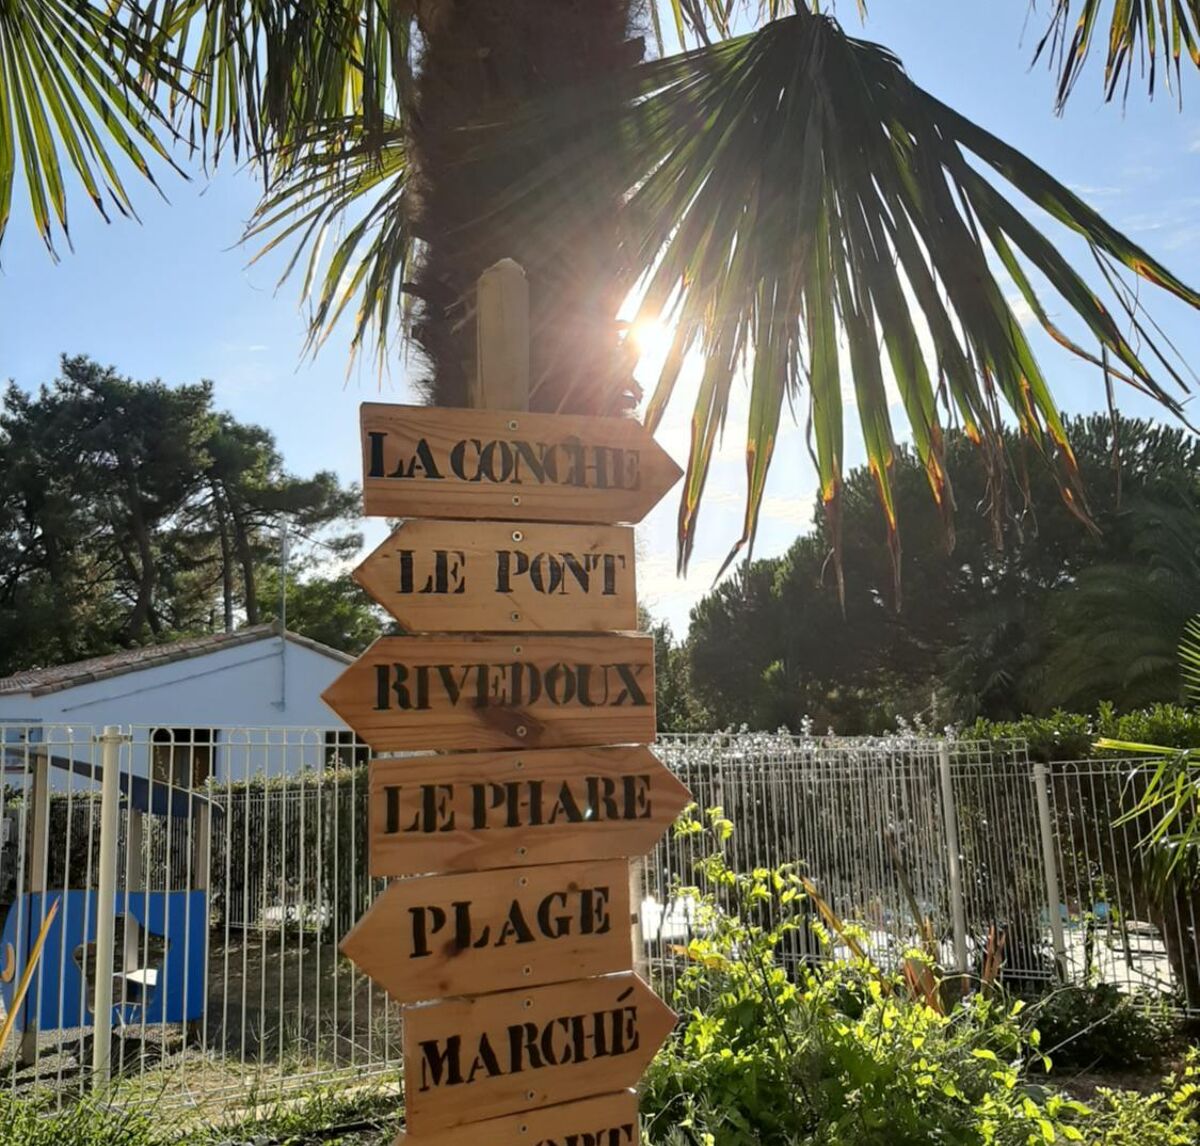 LA CONCHE
LE PONT
RIVEDOUX
LE PHARE
PLAGE
MARCHÉ